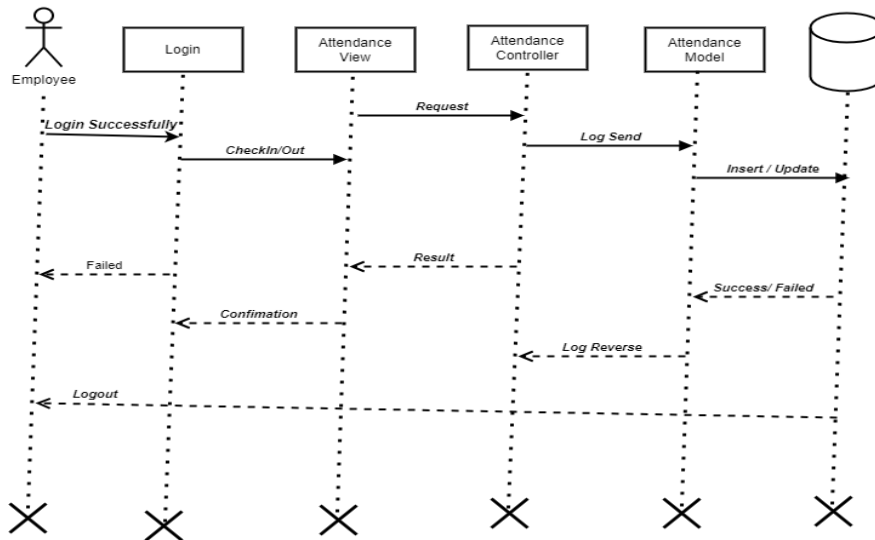 Employee
Login
Attendance
View
Attendance
Controller
Attendance
Model
Request
Login Successfully
Log Send
CheckIn/Out
Insert / Update
Result
Failed
Success/ Failed
Confimation
Log Reverse
Logout